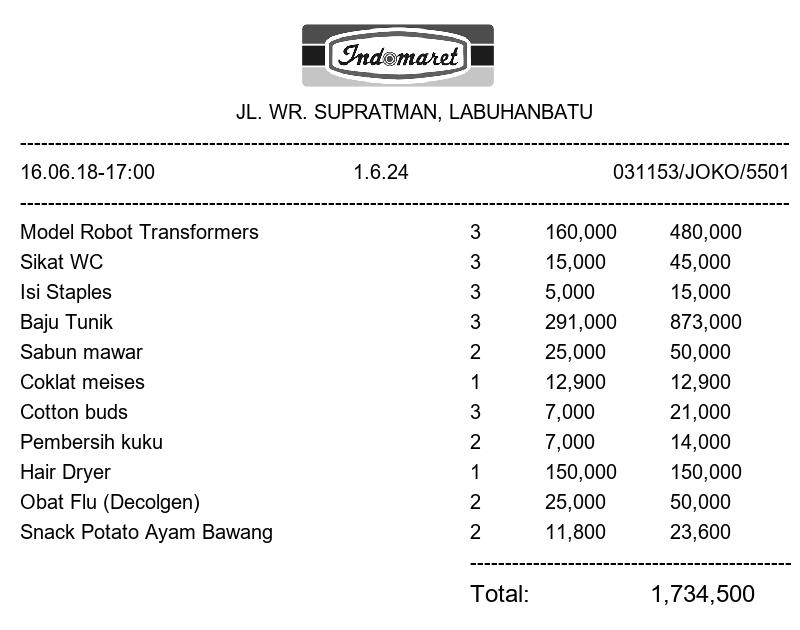 Indomaret
JL. WR. SUPRATMAN, LABUHANBATU
16.06.18-17:00 1.6.24 031153/JOKO/5501
Model Robot Transformers 3 160,000 480,000
Sikat WC 3 15,000 45,000
Isi Staples 3 5,000 15,000
Baju Tunik 3 291,000 873,000
Sabun mawar 2 25,000 50,000
Coklat meises 1 12,900 12,900
Cotton buds 3 7,000 21,000
Pembersih kuku 2 7,000 14,000
Hair Dryer 1 150,000 150,000
Obat Flu (Decolgen) 2 25,000 50,000
Snack Potato Ayam Bawang 2 11,800 23,600
Total: 1,734,500